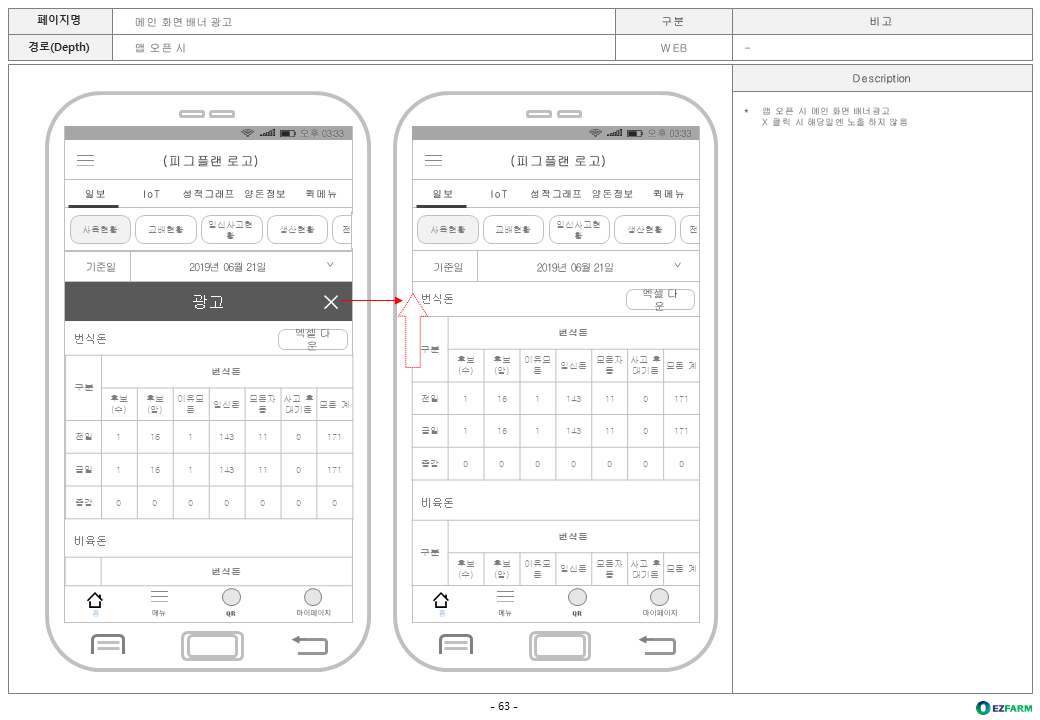 페이지명 메인 화면 배너 광고 구분 비고
경로(Depth) 앱 오픈 시 WEB -
Description
* 앱 오픈 시 메인 화면 배너광고
X 클릭 시 해당일엔 노출 하지 않음
오후 03:33
(피그플랜 로고)
일보 IoT 성적그래프 양돈정보 퀵메뉴
사육현황 교배현황 임신사고현황 생산현황 전
기준일 2019년 06월 21일
광고 X
번식돈 엑셀 다운
구분 번식돈
후보(수) 후보(암) 이유모돈 임신돈 모돈자돌 사고 후 대기돈 모돈 계
전일 1 16 1 143 11 0 171
금일 1 16 1 143 11 0 171
증감 0 0 0 0 0 0 0
비육돈
번식돈
홈 메뉴 QR 마이페이지
오후 03:33
(피그플랜 로고)
일보 IoT 성적그래프 양돈정보 퀵메뉴
사육현황 교배현황 임신사고현황 생산현황 전
기준일 2019년 06월 21일
번식돈 엑셀 다운
구분 번식돈
후보(수) 후보(암) 이유모돈 임신돈 모돈자돌 사고 후 대기돈 모돈 계
전일 1 16 1 143 11 0 171
금일 1 16 1 143 11 0 171
증감 0 0 0 0 0 0 0
비육돈
구분 번식돈
후보(수) 후보(암) 이유모돈 임신돈 모돈자돌 사고 후 대기돈 모돈 계
홈 메뉴 QR 마이페이지
- 63 -
EZFARM